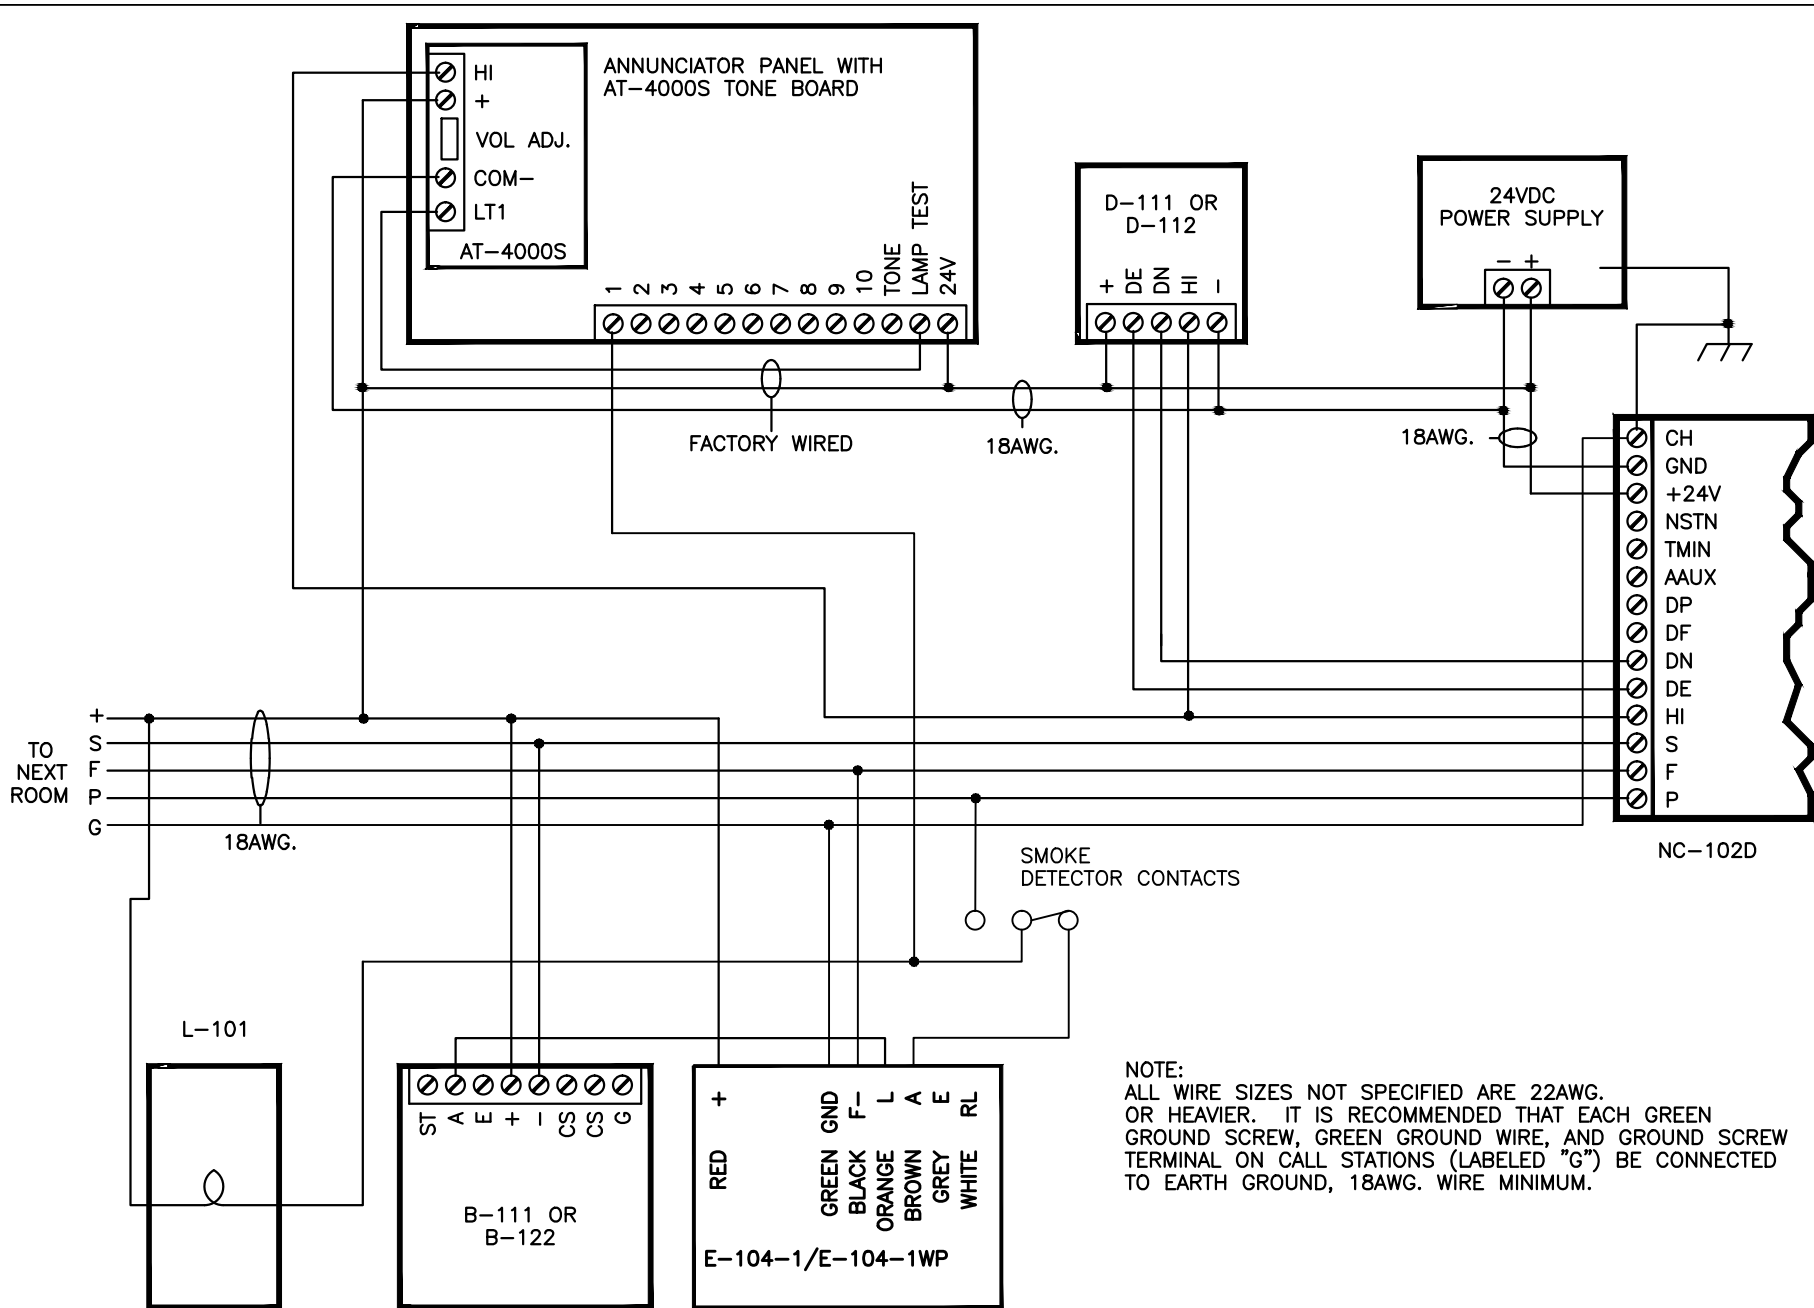 HI
+
VOL ADJ.
COM-
LT1
AT-4000S
ANNUNCIATOR PANEL WITH
AT-4000S TONE BOARD
1
2
3
4
5
6
7
8
9
10
TONE
LAMP TEST
24V
D-111 OR
D-112
+
DE
DN
HI
-
24VDC
POWER SUPPLY
- +
FACTORY WIRED
18AWG.
18AWG.
CH
GND
+24V
NSTN
TMIN
AAUX
DP
DF
DN
DE
HI
S
F
P
NC-102D
TO
NEXT
ROOM
+
S
F
P
G
18AWG.
SMOKE
DETECTOR CONTACTS
L-101
ST
A
E
+
-
CS
CS
G
B-111 OR
B-122
+
GND
F-
L
A
E
RL
RED
GREEN
BLACK
ORANGE
BROWN
GREY
WHITE
E-104-1/E-104-1WP
NOTE:
ALL WIRE SIZES NOT SPECIFIED ARE 22AWG.
OR HEAVIER. IT IS RECOMMENDED THAT EACH GREEN
GROUND SCREW, GREEN GROUND WIRE, AND GROUND SCREW
TERMINAL ON CALL STATIONS (LABELED "G") BE CONNECTED
TO EARTH GROUND, 18AWG. WIRE MINIMUM.